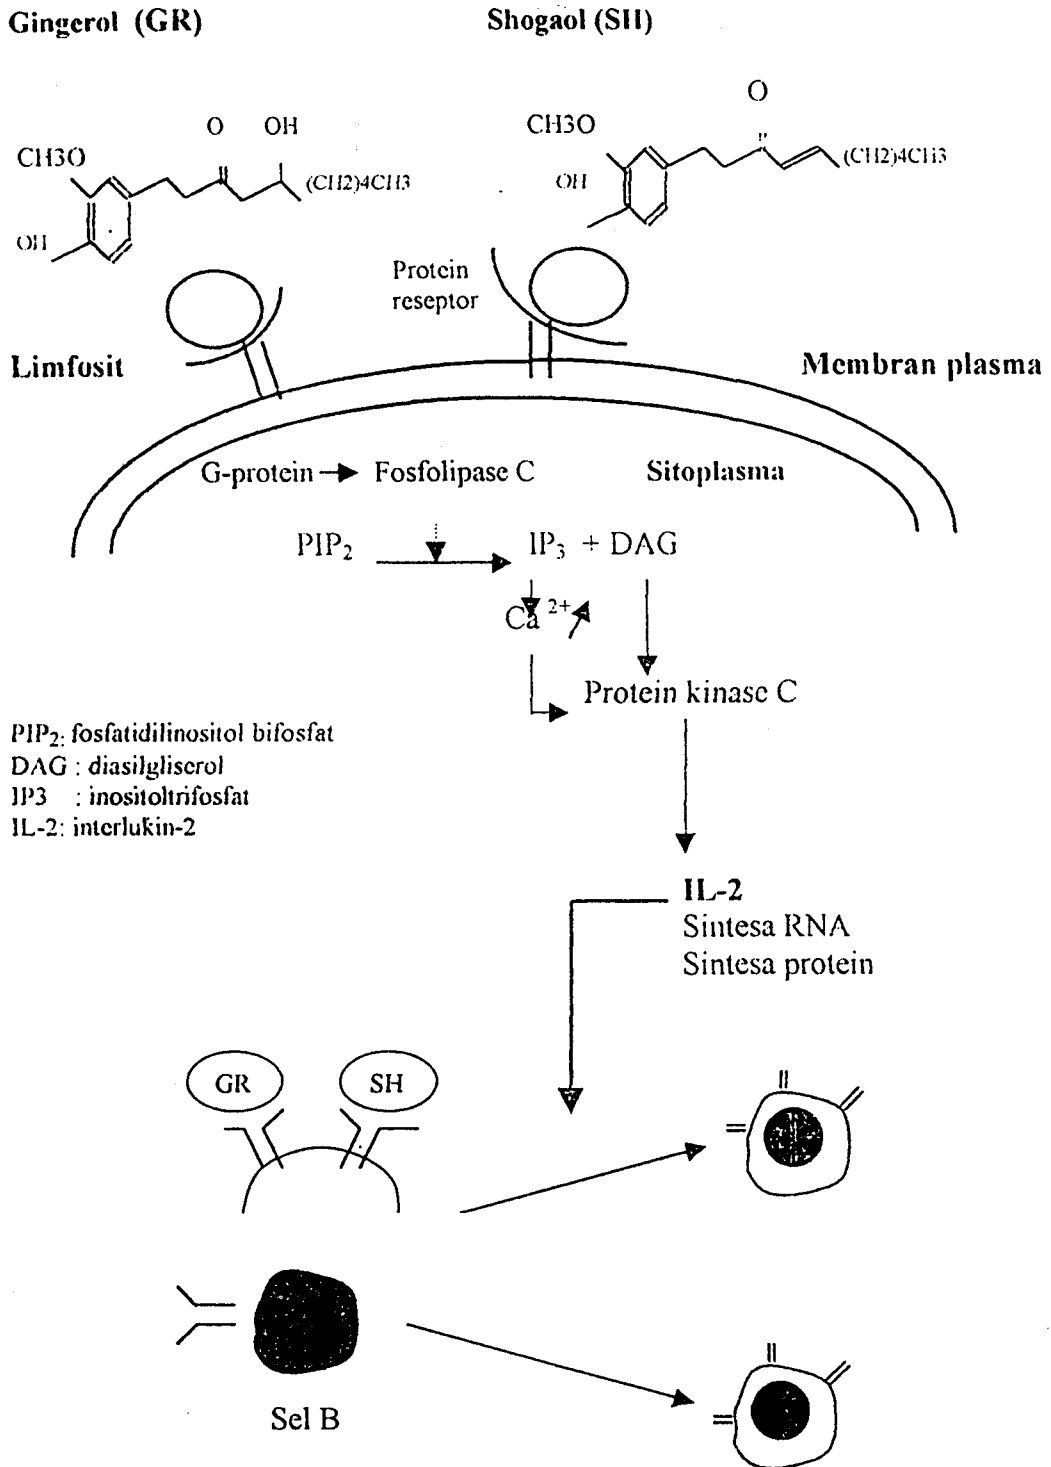 Gingerol (GR)
Shogaol (SH)
O OH
CH3O
(CH2)4CH3
OH
O
CH3O
(CH2)4CH3
OH
Protein
reseptor
Limfosit
Membran plasma
G-protein Fosfolipase C
Sitoplasma
PIP2
IP3 + DAG
Ca 2+
Protein kinase C
PIP2: fosfatidilinositol bifosfat
DAG : diasilgliserol
IP3 : inositoltrifosfat
IL-2: interlukin-2
IL-2
Sintesa RNA
Sintesa protein
GR
SH
Sel B